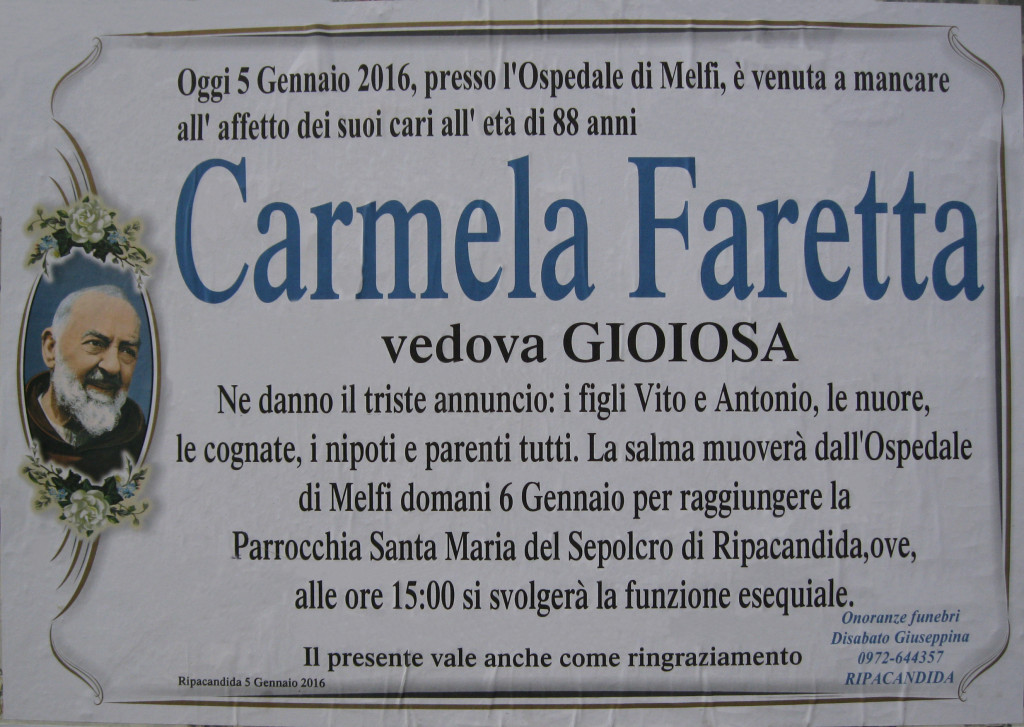 Oggi 5 Gennaio 2016, presso l'Ospedale di Melfi, è venuta a mancare
all' affetto dei suoi cari all' età di 88 anni
Carmela Faretta
vedova GIOIOSA
Ne danno il triste annuncio: i figli Vito e Antonio, le nuore,
le cognate, i nipoti e parenti tutti. La salma muoverà dall'Ospedale
di Melfi domani 6 Gennaio per raggiungere la
Parrocchia Santa Maria del Sepolcro di Ripacandida,ove,
alle ore 15:00 si svolgerà la funzione esequiale.
Il presente vale anche come ringraziamento
Ripacandida 5 Gennaio 2016
Onoranze funebri
Disabato Giuseppina
0972-644357
RIPACANDIDA